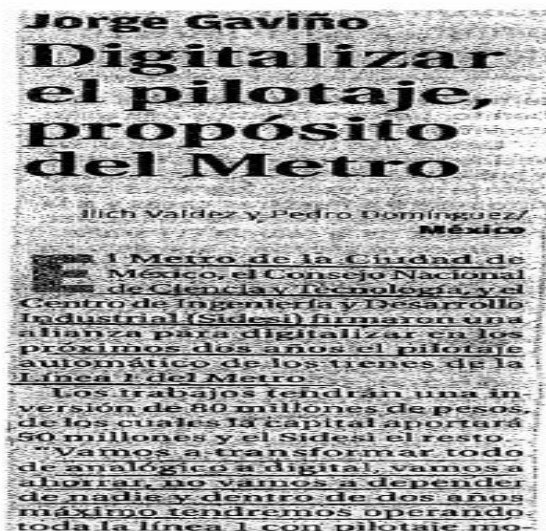 Jorge Gaviño
Digitalizar
el pilotaje,
propósito
del Metro
Ilich Valdez y Pedro Domínguez/
México
El Metro de la Ciudad de
México, el Consejo Nacional
de Ciencia y Tecnología, y el
Centro de Ingeniería y Desarrollo
Industrial (Sidesi) firmaron una
alianza para digitalizar en los
próximos dos años el pilotaje
automático de los trenes de la
Línea 1 del Metro.
Los trabajos tendrán una in-
versión de 80 millones de pesos,
de los cuales la capital aportará
50 millones y el Sidesi el resto.
“Vamos a transformar todo
de analógico a digital, vamos a
ahorrar, no vamos a depender
de nadie y dentro de dos años
máximo tendremos operando
toda la línea 1 con pilotaje